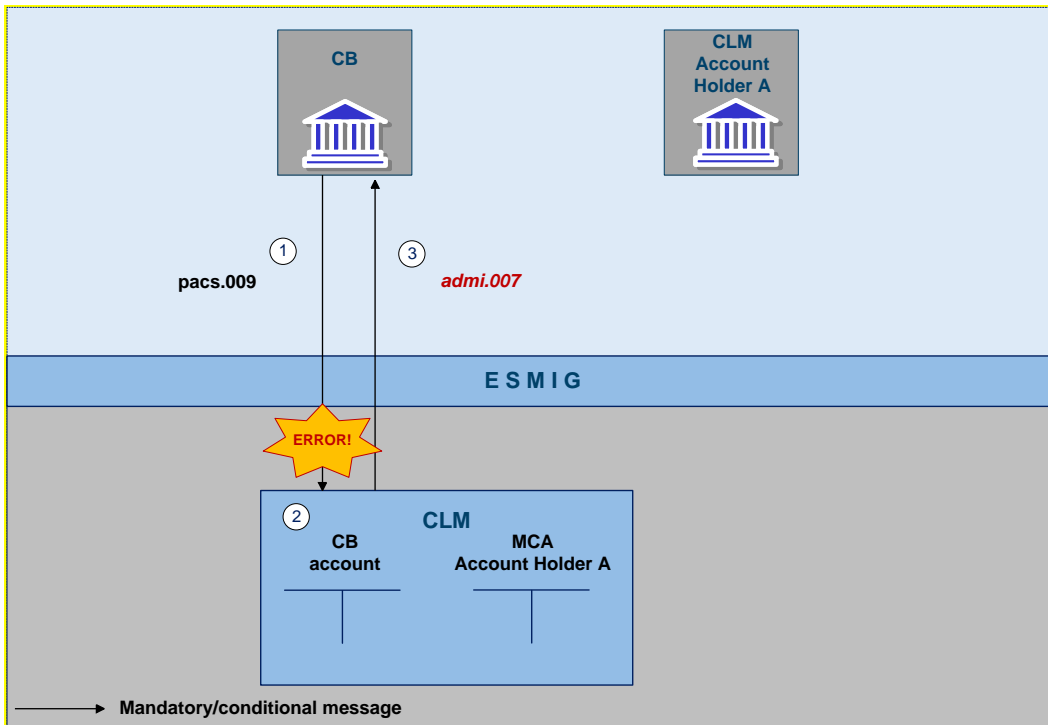 CB
CLM
Account
Holder A
1
3
pacs.009
admi.007
E S M I G
ERROR!
2
CLM
CB
account
MCA
Account Holder A
Mandatory/conditional message